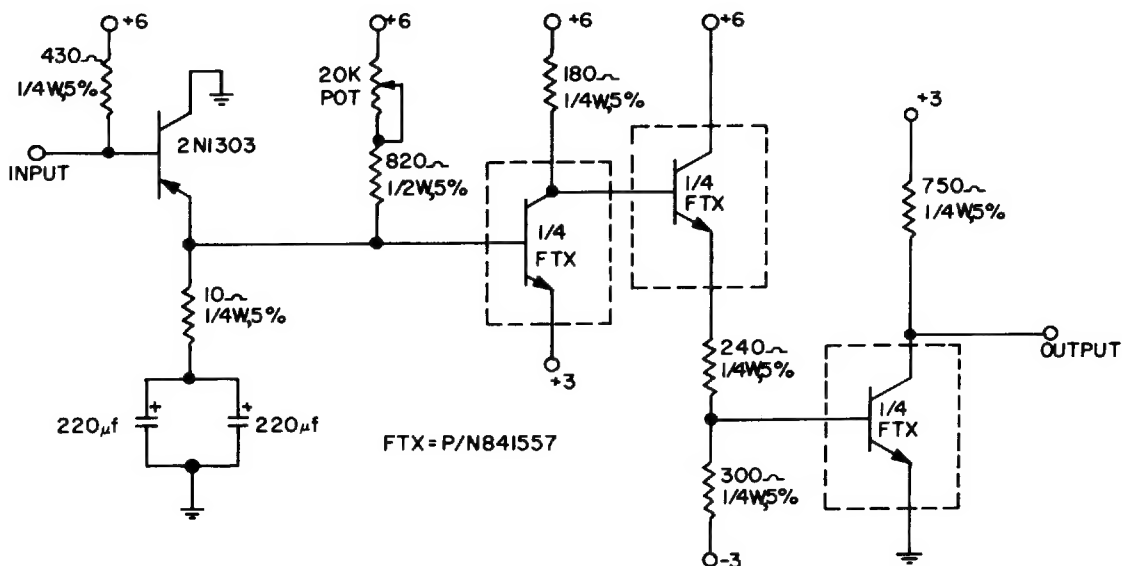 +6
430Ω
1/4W,5%
2N1303
INPUT
10Ω
1/4W,5%
+
220µf
+
220µf
+6
20K
POT
820Ω
1/2W,5%
+6
180Ω
1/4W,5%
1/4
FTX
+3
+6
1/4
FTX
240Ω
1/4W,5%
300Ω
1/4W,5%
-3
+3
750Ω
1/4W,5%
OUTPUT
1/4
FTX
FTX=P/N841557